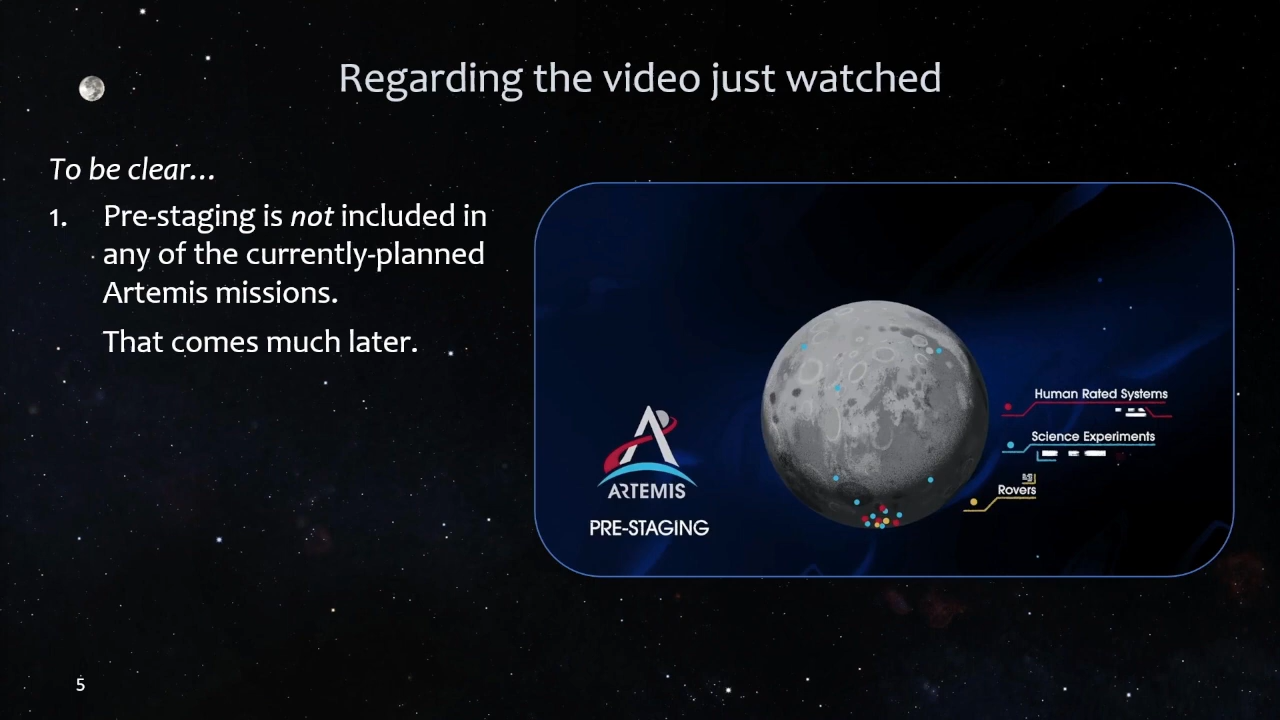 Regarding the video just watched
To be clear...
1. Pre-staging is not included in
any of the currently-planned
Artemis missions.
That comes much later.
Human Rated Systems
Science Experiments
Rovers
ARTEMIS
PRE-STAGING
5